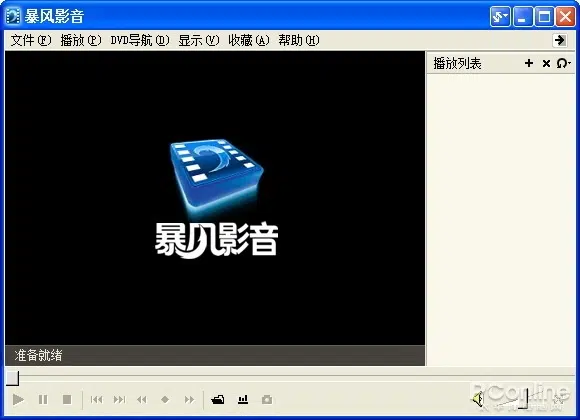 暴风影音
文件(F) 播放(P) DVD导航(D) 显示(V) 收藏(A) 帮助(H)
播放列表
暴风影音
准备就绪
PConline